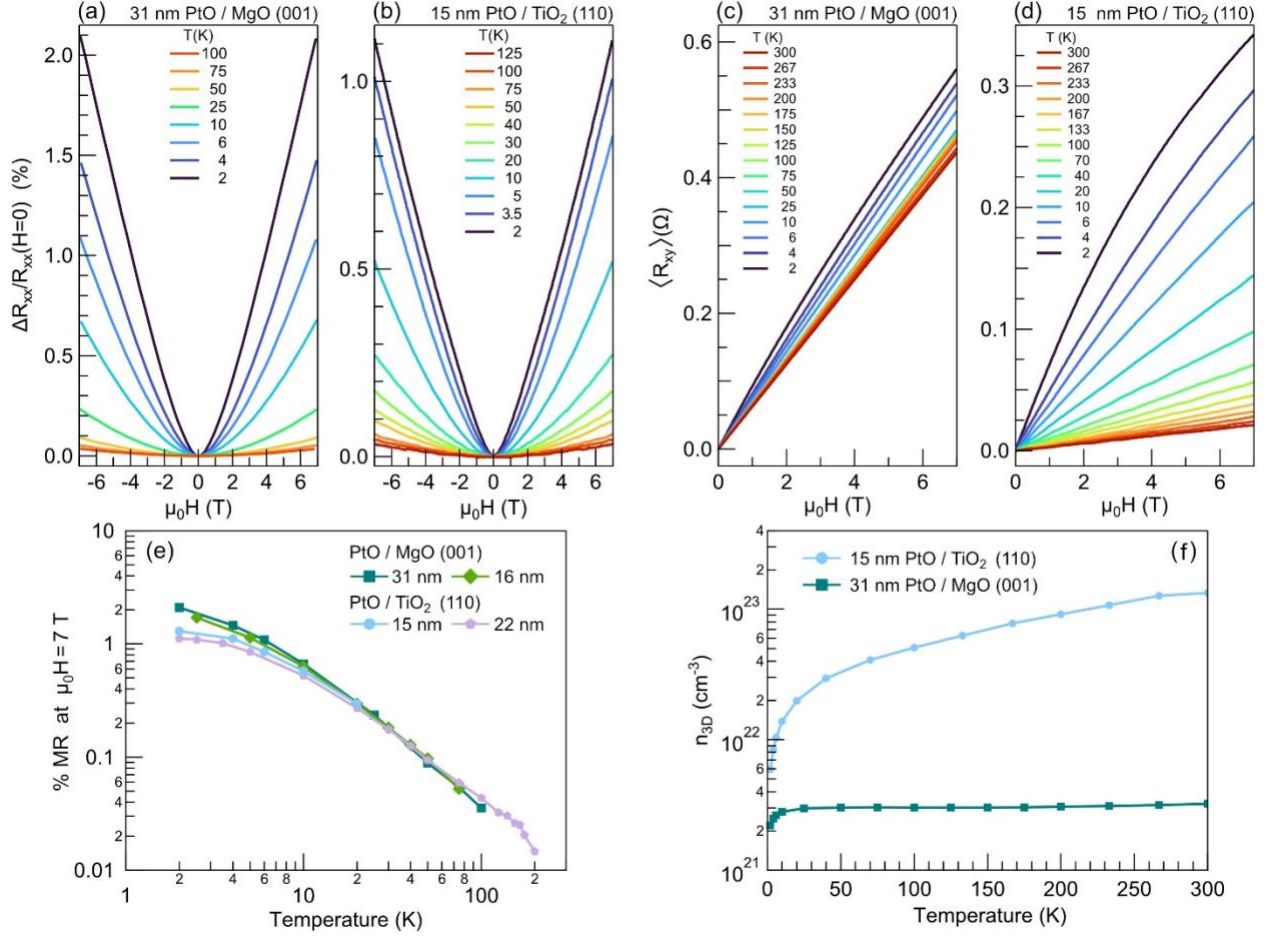 (a) 31 nm PtO / MgO (001)
ΔRxx/Rxx(H=0) (%)
2.0
1.5
1.0
0.5
0.0
T(K)
100
75
50
25
10
6
4
2
-6 -4 -2 0 2 4 6
μ0H (T)
(b) 15 nm PtO / TiO2 (110)
1.0
0.5
0.0
T(K)
125
100
75
50
40
30
20
10
5
3.5
2
-6 -4 -2 0 2 4 6
μ0H (T)
(c) 31 nm PtO / MgO (001)
⟨Rxy⟩(Ω)
0.6
0.4
0.2
0.0
T (K)
300
267
233
200
175
150
125
100
75
50
25
10
6
4
2
0 2 4 6
μ0H (T)
(d) 15 nm PtO / TiO2 (110)
0.3
0.2
0.1
0.0
T (K)
300
267
233
200
167
133
100
70
40
20
10
6
4
2
0 2 4 6
μ0H (T)
(e)
% MR at μ0H = 7 T
PtO / MgO (001)
31 nm 16 nm
PtO / TiO2 (110)
15 nm 22 nm
10
6
4
2
1
6
4
2
0.1
6
4
2
0.01
2 4 6 8 2 4 6 8 2
1 10 100
Temperature (K)
(f)
n3D (cm-3)
15 nm PtO / TiO2 (110)
31 nm PtO / MgO (001)
4
2
10^23
6
4
2
10^22
6
4
2
10^21
0 50 100 150 200 250 300
Temperature (K)